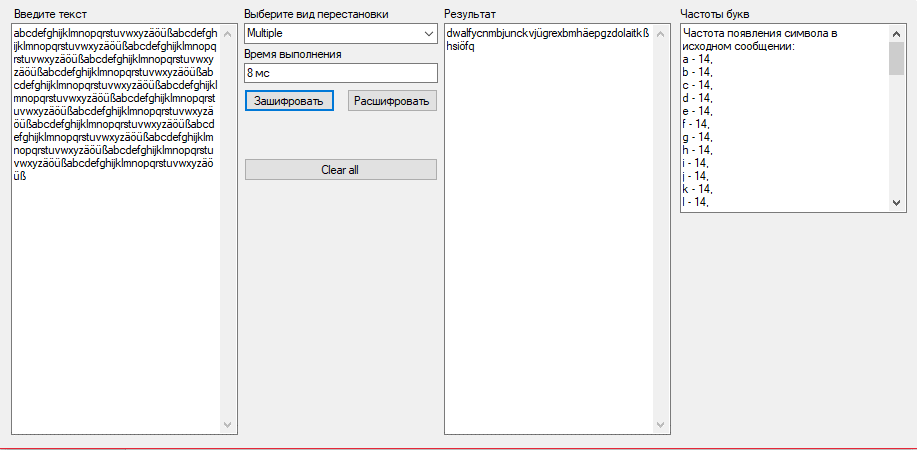 Введите текст
abcdefghijklmnopqrstuvwxyzäöüßabcdefgh
ijklmnopqrstuvwxyzäöüßabcdefghijklmnopq
rstuvwxyzäöüßabcdefghijklmnopqrstuvwxy
zäöüßabcdefghijklmnopqrstuvwxyzäöüßab
cdefghijklmnopqrstuvwxyzäöüßabcdefghijkl
mnopqrstuvwxyzäöüßabcdefghijklmnopqrst
uvwxyzäöüßabcdefghijklmnopqrstuvwxyzä
öüßabcdefghijklmnopqrstuvwxyzäöüßabcd
efghijklmnopqrstuvwxyzäöüßabcdefghijklm
nopqrstuvwxyzäöüßabcdefghijklmnopqrstu
vwxyzäöüßabcdefghijklmnopqrstuvwxyzäö
üß
Выберите вид перестановки
Multiple
Время выполнения
8 мс
Зашифровать
Расшифровать
Clear all
Результат
dwalfycnmbjunckvjügrexbmhäepgzdolaitkß
hsiöfq
Частоты букв
Частота появления символа в
исходном сообщении:
a - 14,
b - 14,
c - 14,
d - 14,
e - 14,
f - 14,
g - 14,
h - 14,
i - 14,
j - 14,
k - 14,
l - 14,